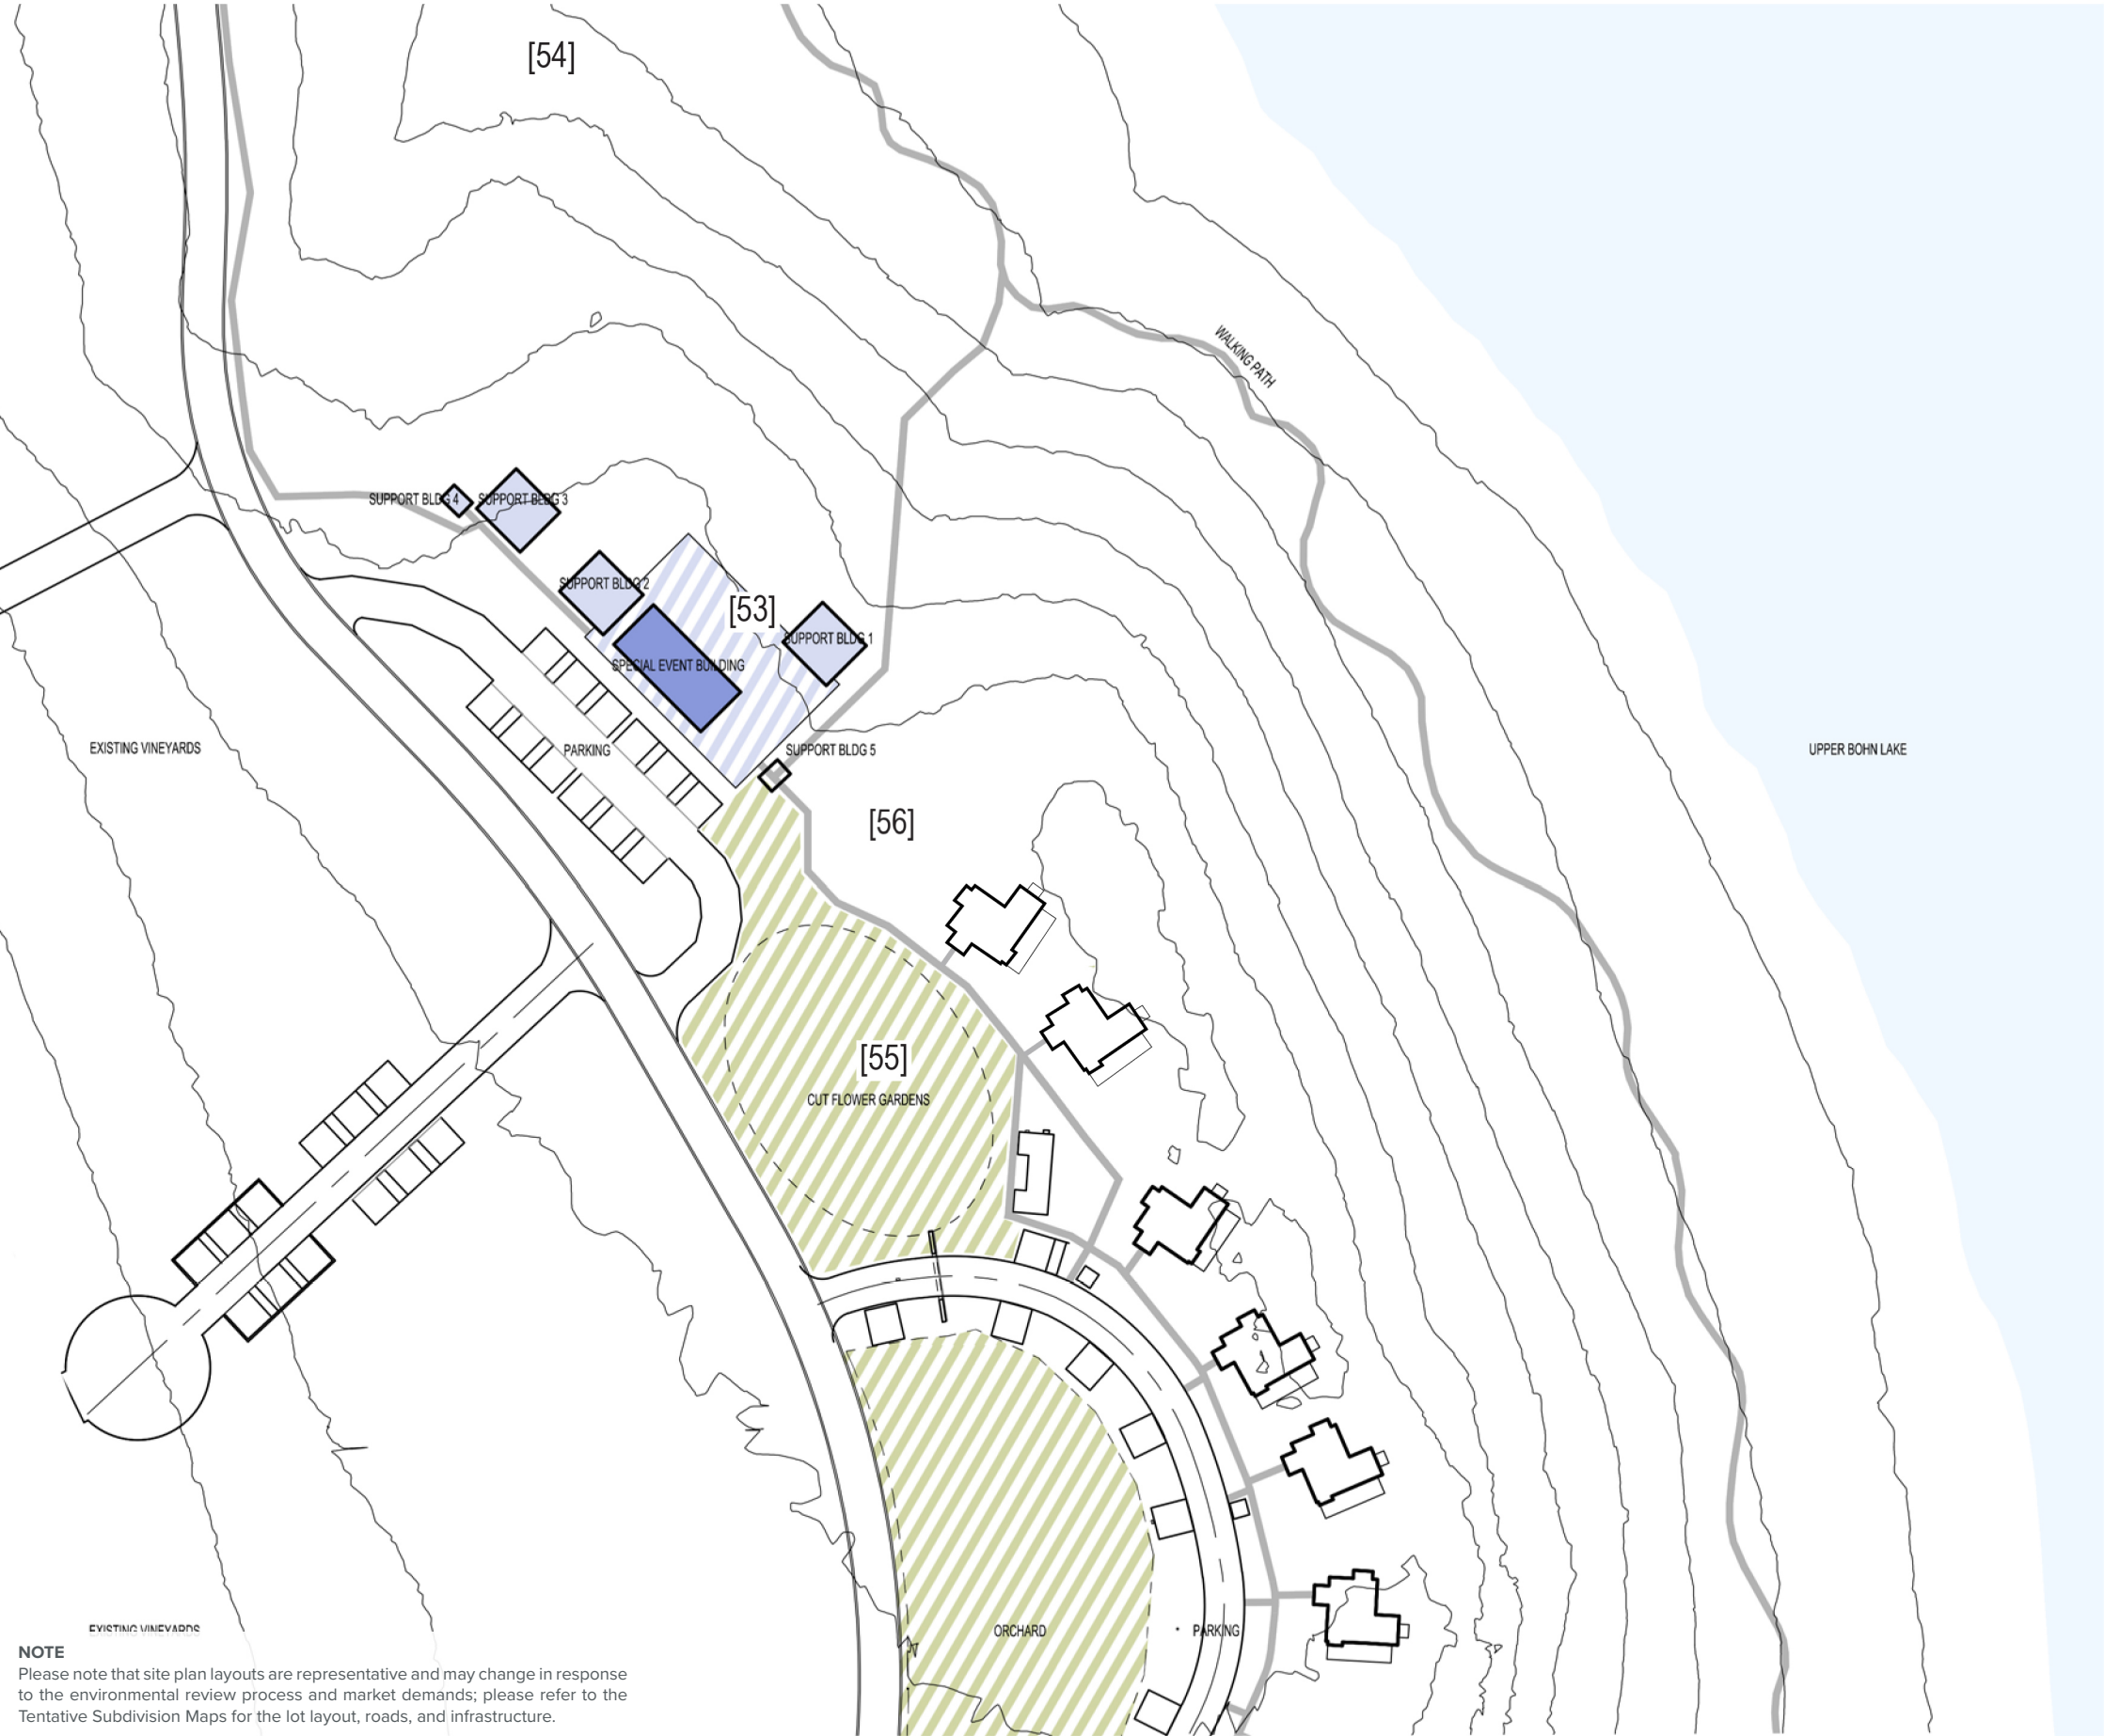 [54]
WALKING PATH
SUPPORT BLDG 4
SUPPORT BLDG 3
SUPPORT BLDG 2
[53]
SUPPORT BLDG 1
SPECIAL EVENT BUILDING
EXISTING VINEYARDS
PARKING
SUPPORT BLDG 5
UPPER BOHN LAKE
[56]
[55]
CUT FLOWER GARDENS
EXISTING VINEYARDS
ORCHARD
PARKING
NOTE
Please note that site plan layouts are representative and may change in response
to the environmental review process and market demands; please refer to the
Tentative Subdivision Maps for the lot layout, roads, and infrastructure.